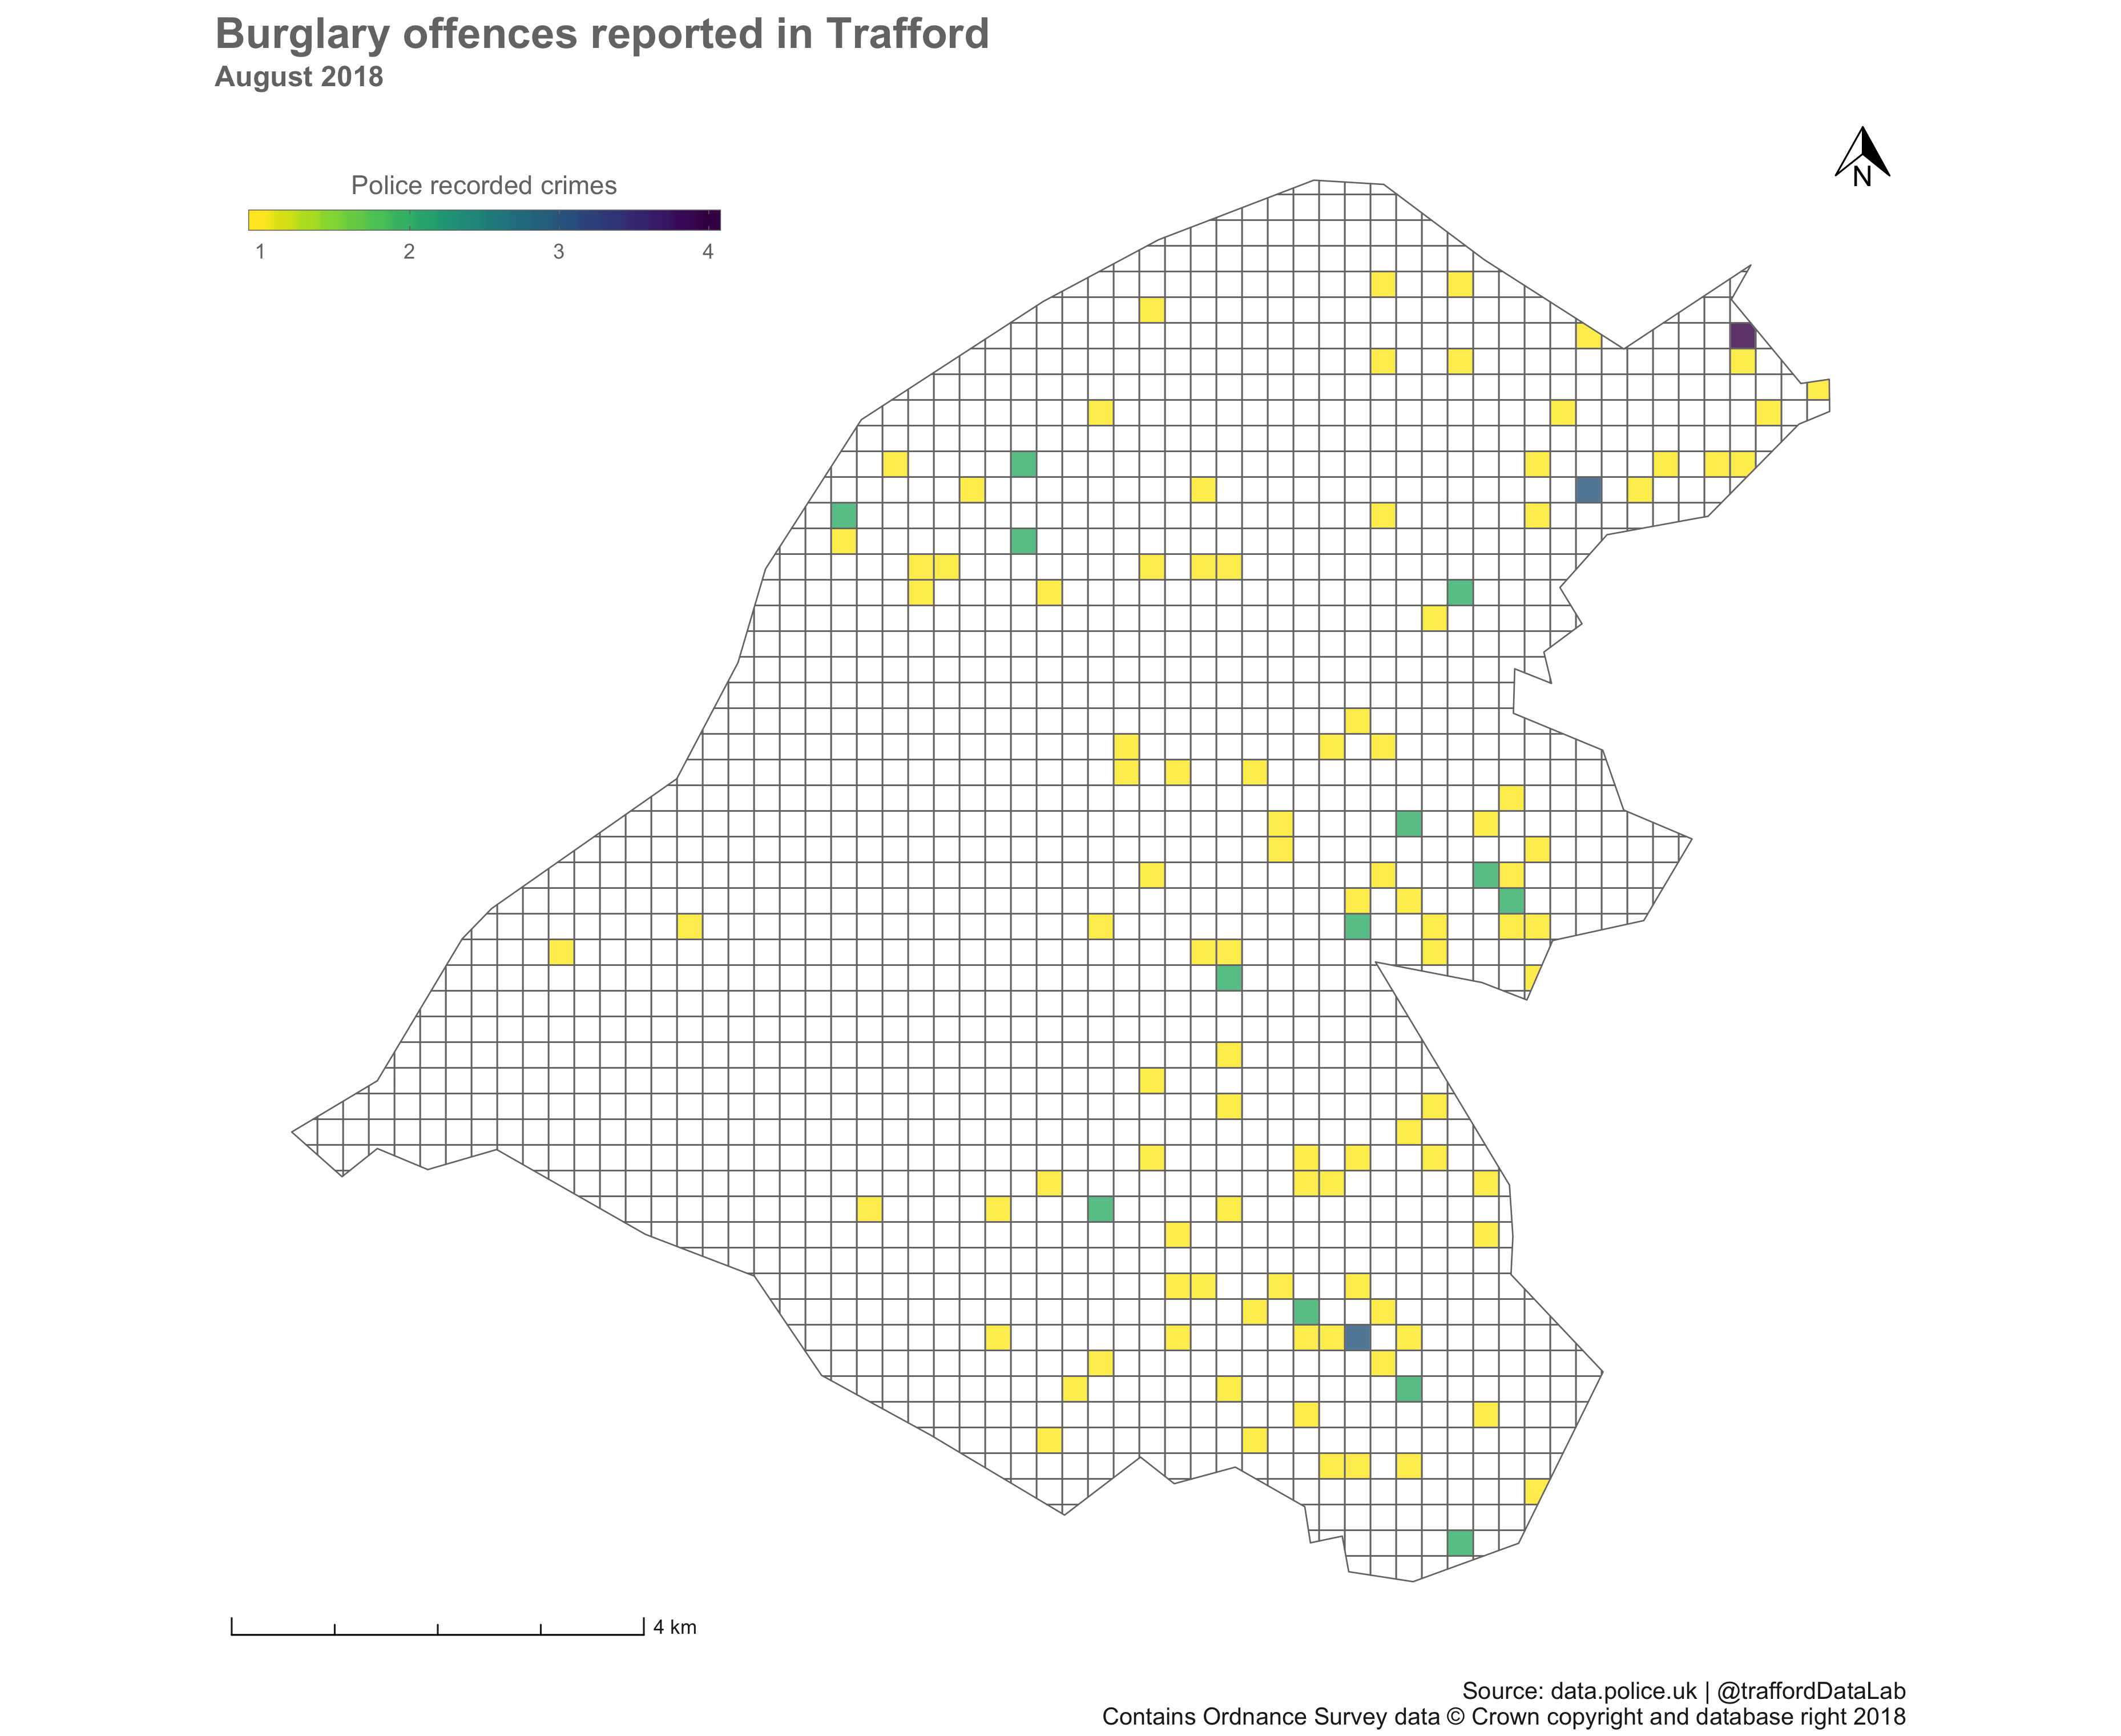 Burglary offences reported in Trafford
August 2018
N
Police recorded crimes
1 2 3 4
4 km
Source: data.police.uk | @traffordDataLab
Contains Ordnance Survey data © Crown copyright and database right 2018